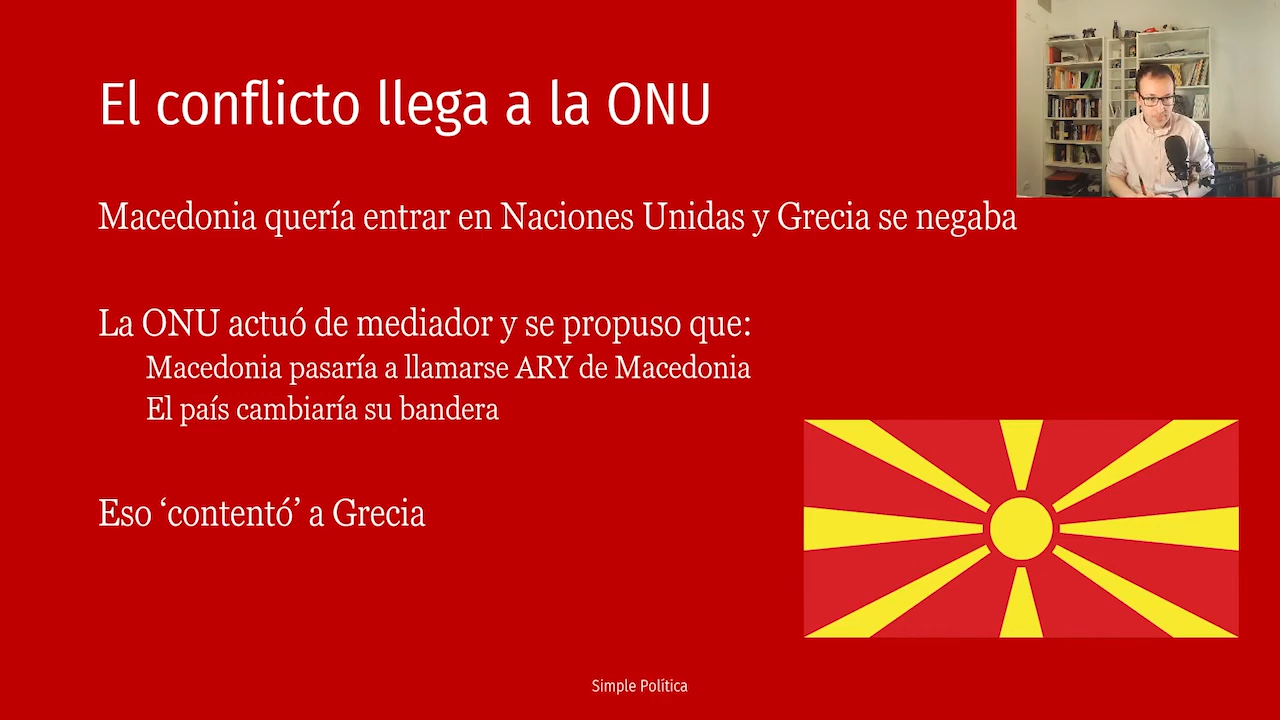 El conflicto llega a la ONU
Macedonia quería entrar en Naciones Unidas y Grecia se negaba
La ONU actuó de mediador y se propuso que:
Macedonia pasaría a llamarse ARY de Macedonia
El país cambiaría su bandera
Eso ‘contentó’ a Grecia
Simple Política